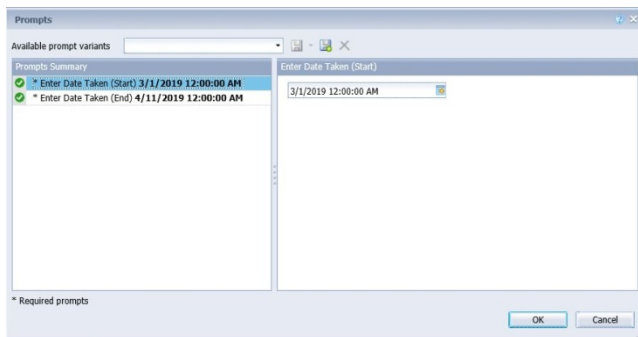 Prompts
Available prompt variants
Prompts Summary
* Enter Date Taken (Start) 3/1/2019 12:00:00 AM
* Enter Date Taken (End) 4/11/2019 12:00:00 AM
Enter Date Taken (Start)
3/1/2019 12:00:00 AM
* Required prompts
OK Cancel